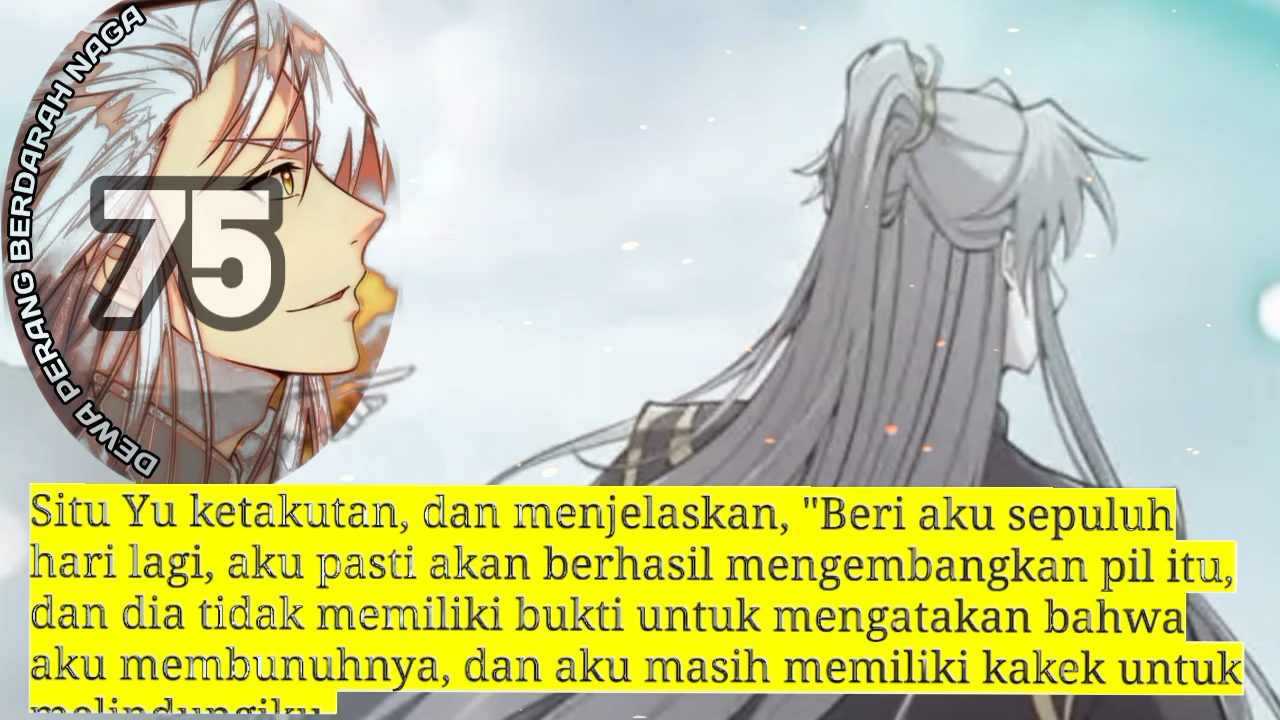 DEWA PERANG BERDARAH NAGA
75
Situ Yu ketakutan, dan menjelaskan, "Beri aku sepuluh
hari lagi, aku pasti akan berhasil mengembangkan pil itu,
dan dia tidak memiliki bukti untuk mengatakan bahwa
aku membunuhnya, dan aku masih memiliki kakek untuk
melindungiku.